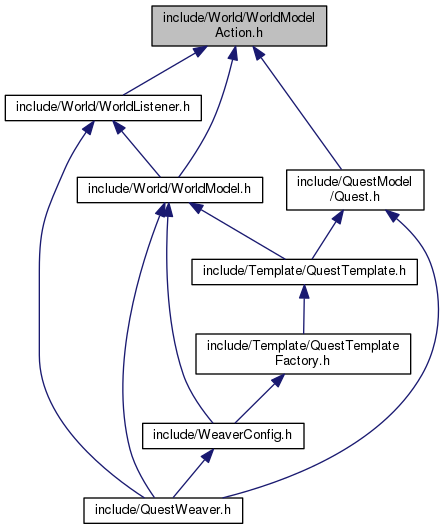 include/World/WorldModel
Action.h
include/World/WorldListener.h
include/World/WorldModel.h
include/QuestModel
/Quest.h
include/Template/QuestTemplate.h
include/Template/QuestTemplate
Factory.h
include/WeaverConfig.h
include/QuestWeaver.h